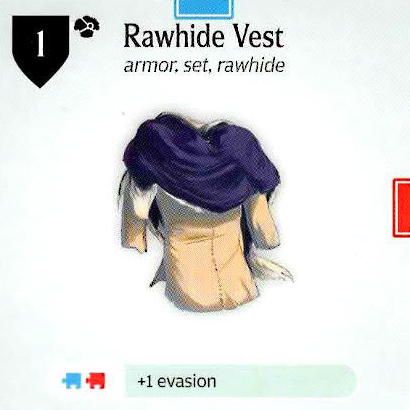 1
Rawhide Vest
armor, set, rawhide
+1 evasion